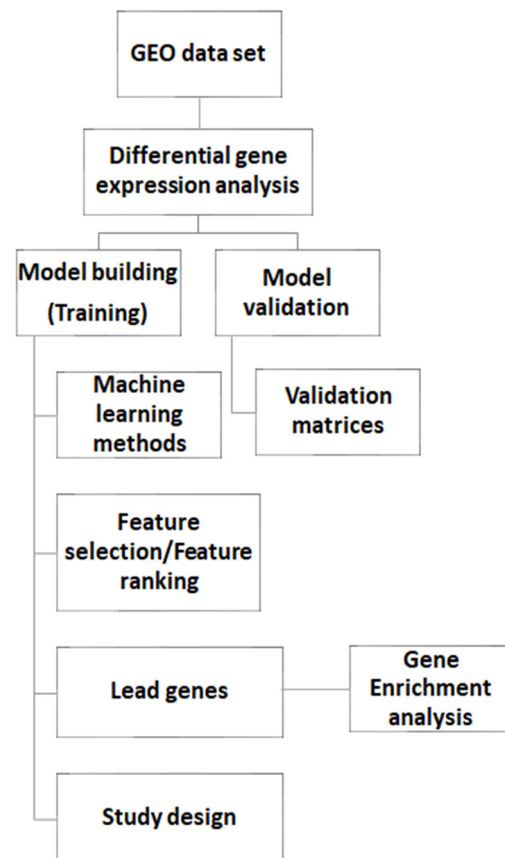 GEO data set
Differential gene
expression analysis
Model building
(Training)
Model
validation
Machine
learning
methods
Validation
matrices
Feature
selection/Feature
ranking
Lead genes
Gene
Enrichment
analysis
Study design